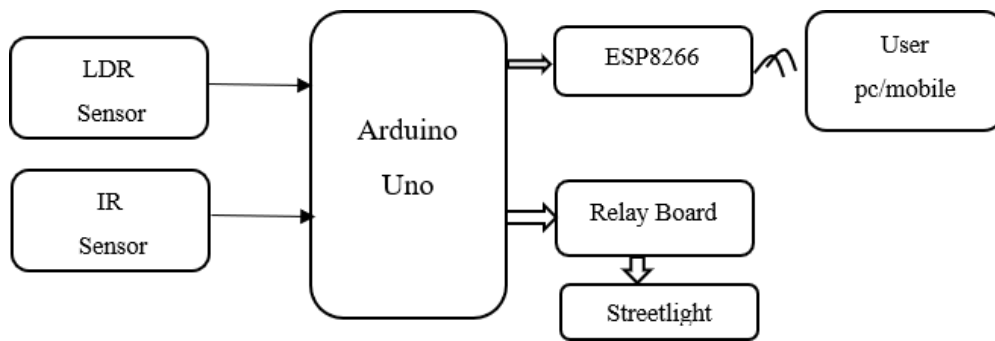 LDR
Sensor
IR
Sensor
Arduino
Uno
ESP8266
User
pc/mobile
Relay Board
Streetlight